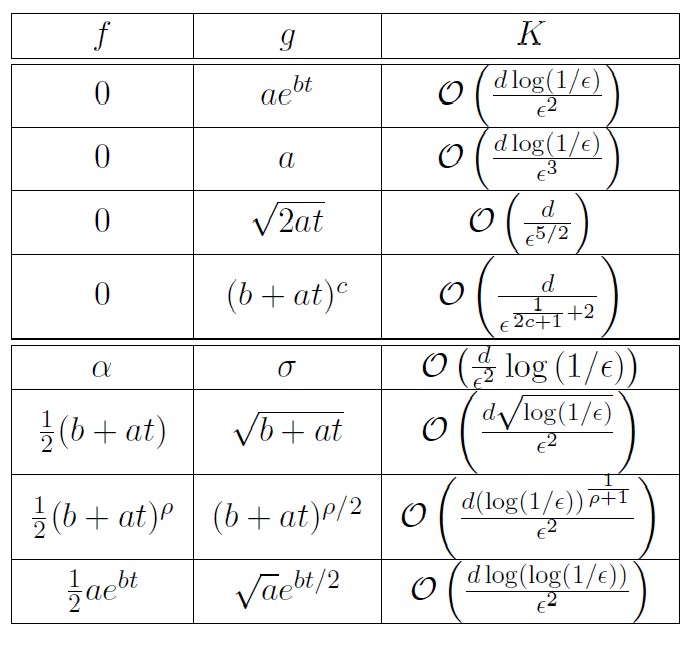 f g K
0 ae^{bt} 𝒪(d log(1/ϵ) / ϵ^2)
0 a 𝒪(d log(1/ϵ) / ϵ^3)
0 √(2at) 𝒪(d / ϵ^{5/2})
0 (b + at)^c 𝒪(d / ϵ^{1/(2c+1)+2})
α σ 𝒪(d/ϵ^2 log (1/ϵ))
1/2(b + at) √(b + at) 𝒪(d√(log(1/ϵ)) / ϵ^2)
1/2(b + at)^ρ (b + at)^{ρ/2} 𝒪(d(log(1/ϵ))^{1/(ρ+1)} / ϵ^2)
1/2 ae^{bt} √a e^{bt/2} 𝒪(d log(log(1/ϵ)) / ϵ^2)